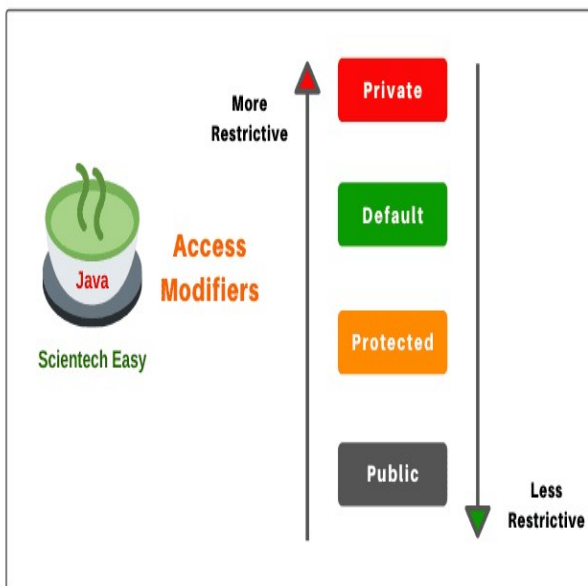 More
Restrictive
Private
Default
Java
Access
Modifiers
Scientech Easy
Protected
Public
Less
Restrictive